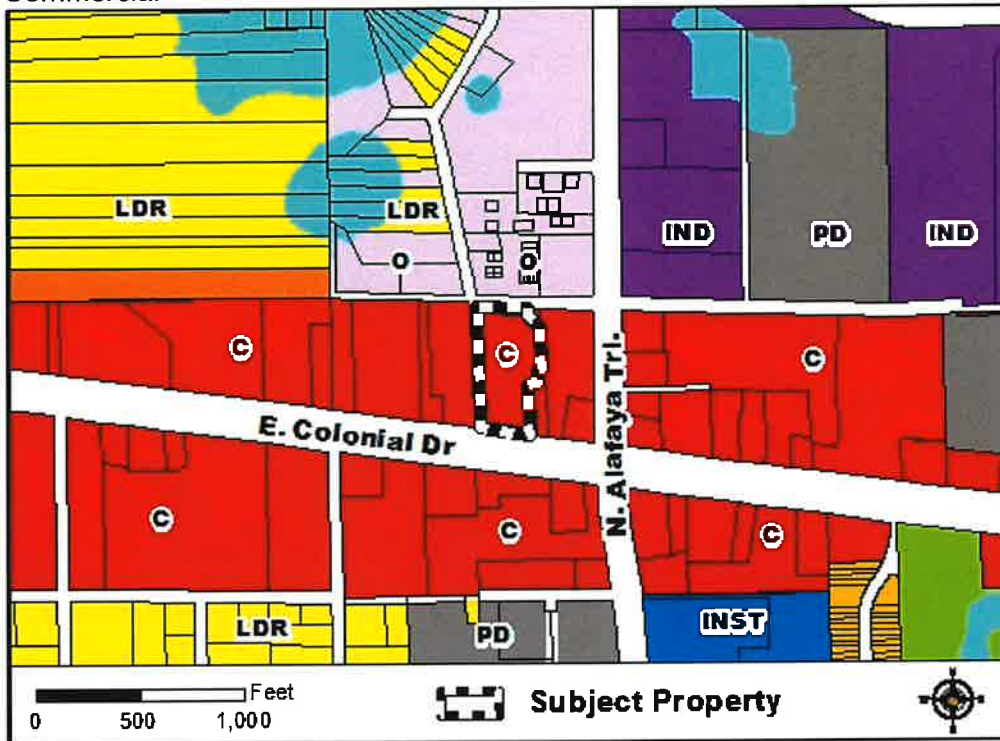 LDR
LDR
O
O
IND
PD
IND
C
C
C
E. Colonial Dr
N. Alafaya Trl.
C
C
C
LDR
PD
INST
Feet
0 500 1,000
Subject Property